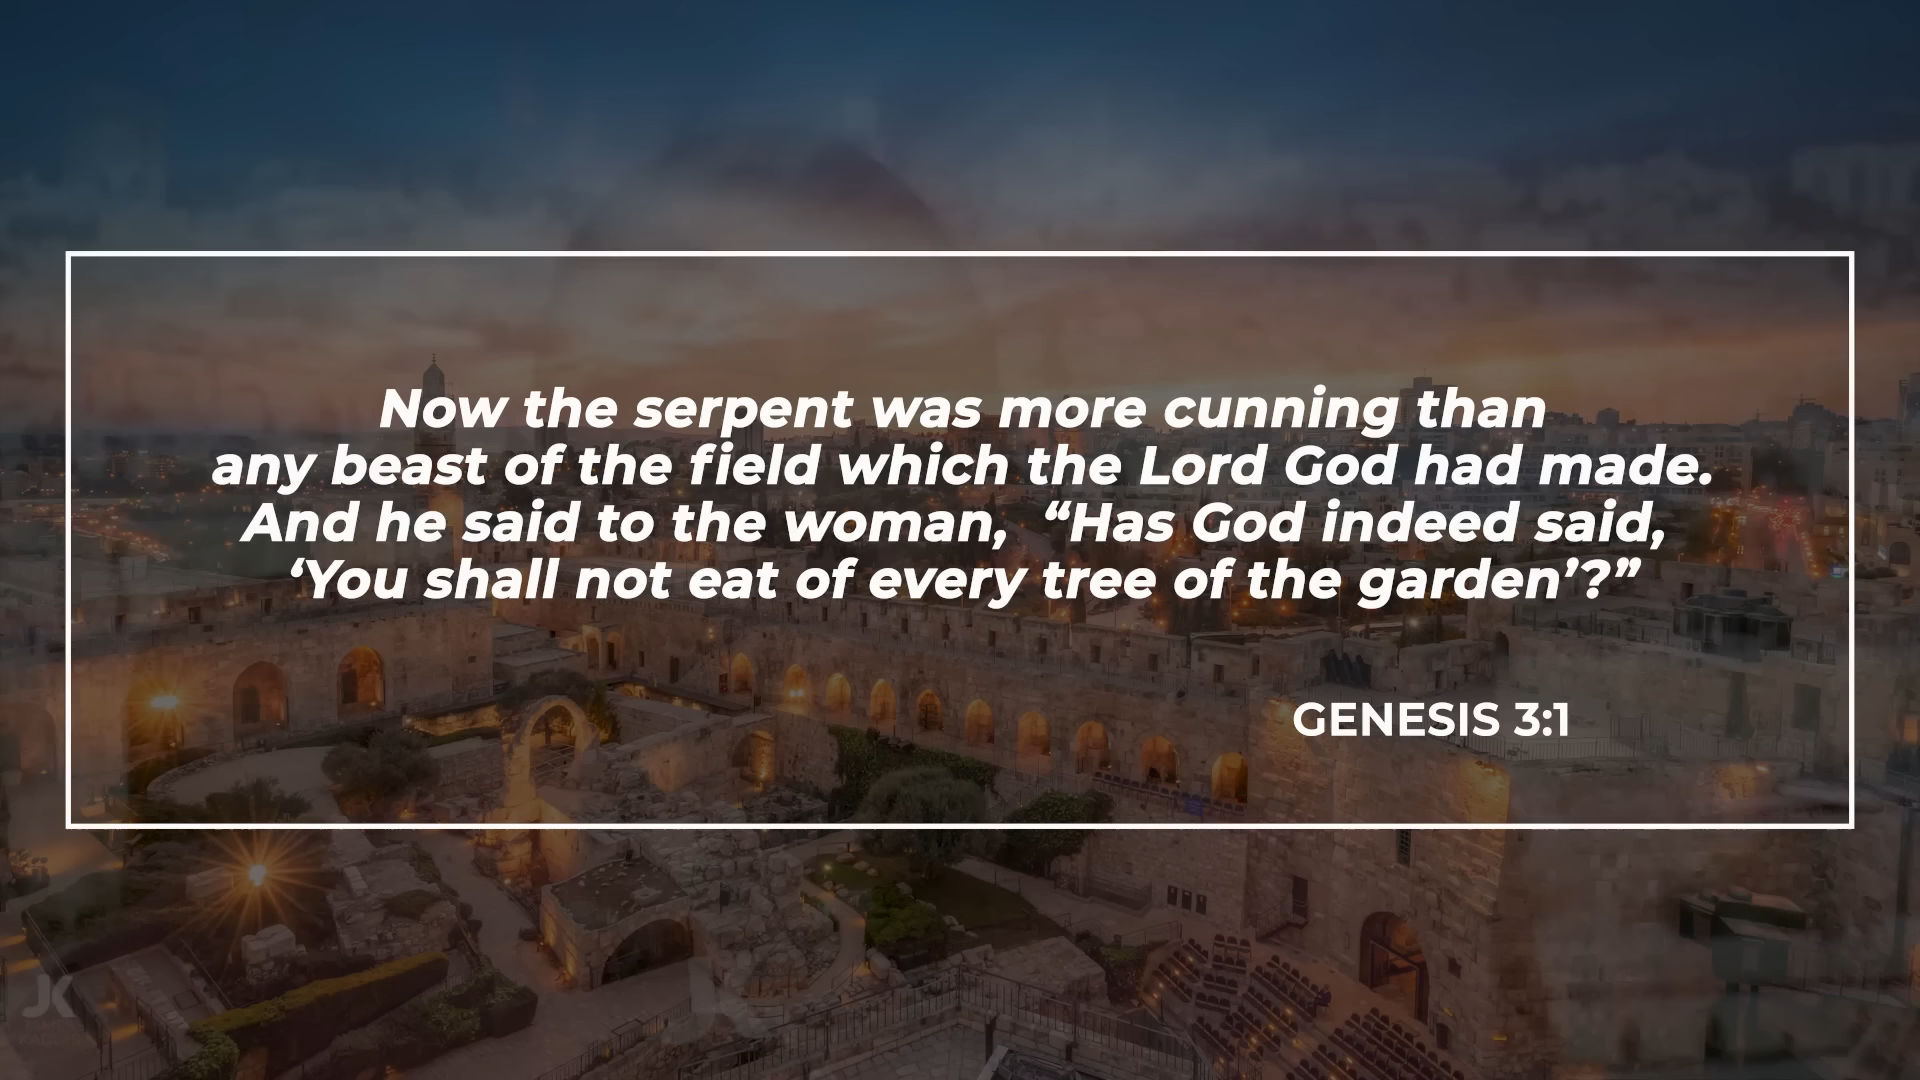 Now the serpent was more cunning than
any beast of the field which the Lord God had made.
And he said to the woman,  “Has God indeed said,
‘You shall not eat of every tree of the garden’?”
GENESIS 3:1
JK